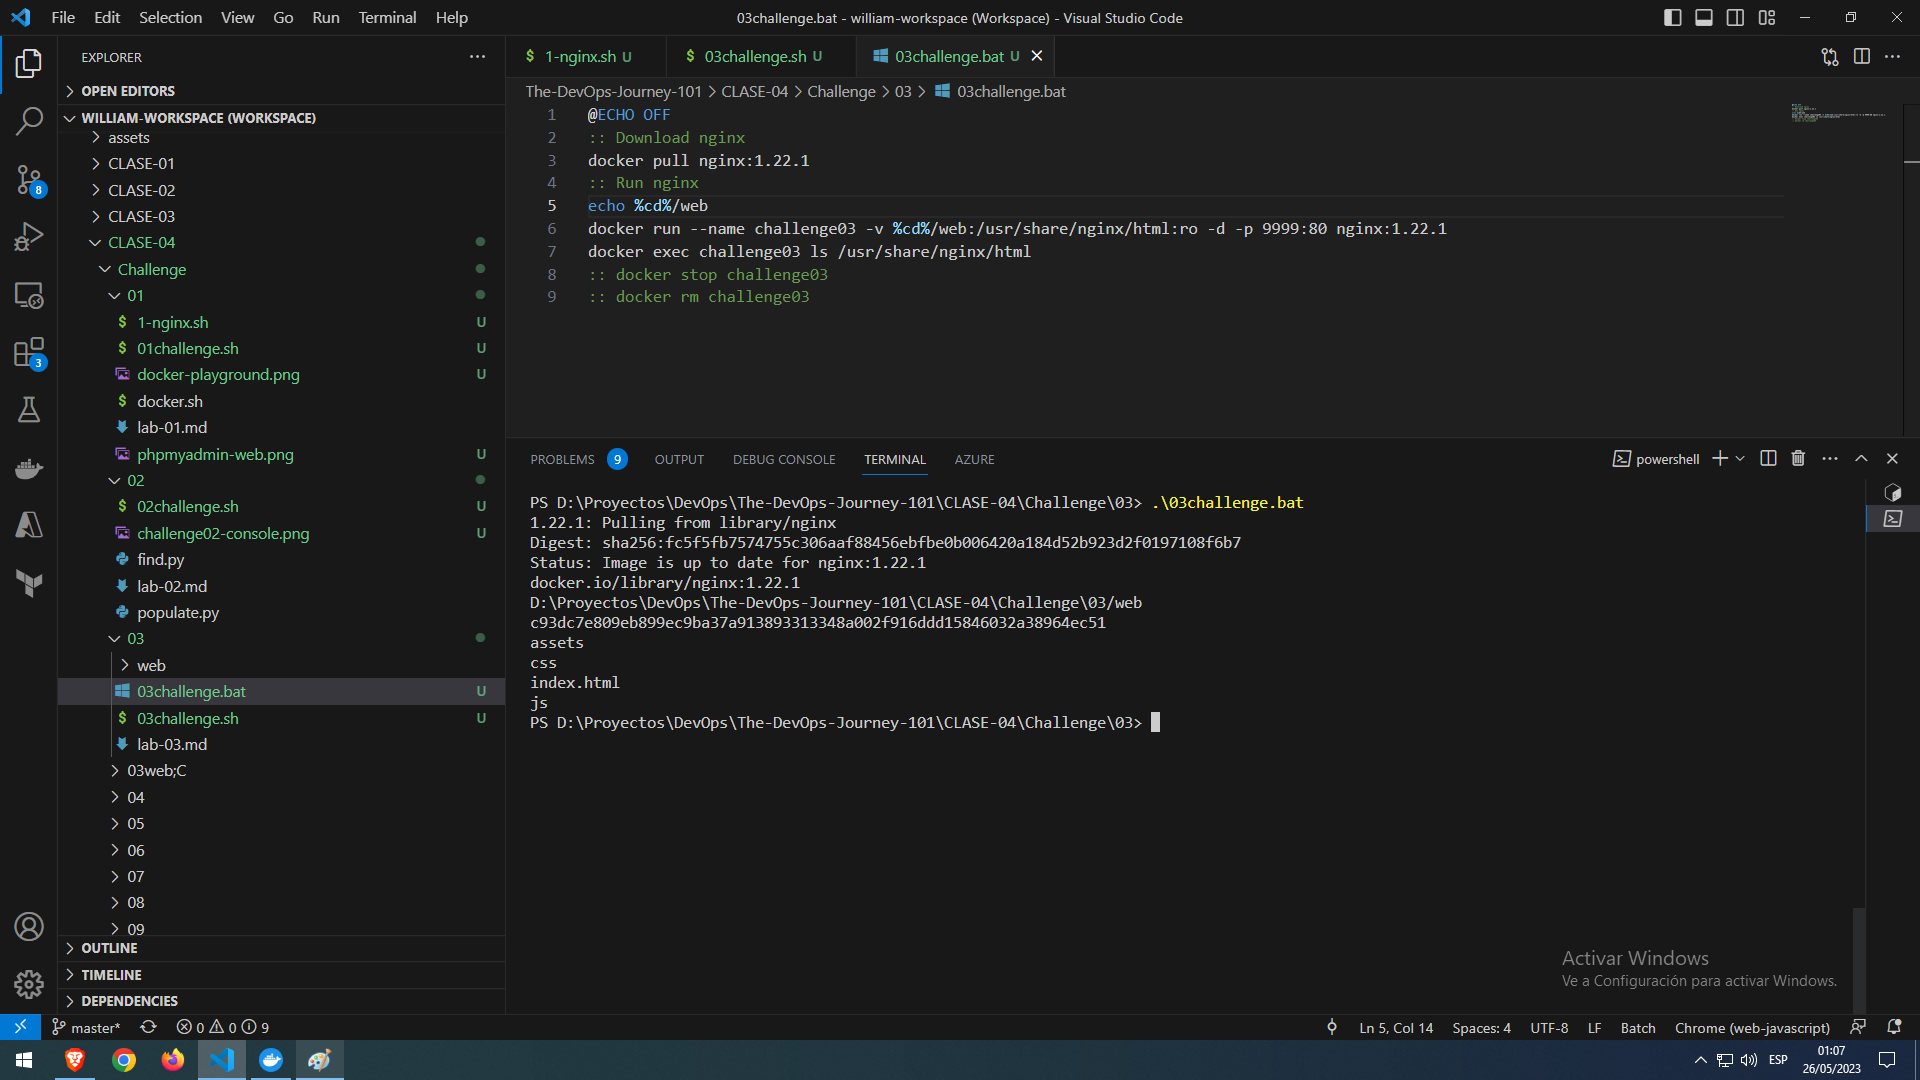 File Edit Selection View Go Run Terminal Help
03challenge.bat - william-workspace (Workspace) - Visual Studio Code
EXPLORER
OPEN EDITORS
WILLIAM-WORKSPACE (WORKSPACE)
assets
CLASE-01
CLASE-02
CLASE-03
CLASE-04
Challenge
01
1-nginx.sh U
01challenge.sh U
docker-playground.png U
docker.sh
lab-01.md
phpmyadmin-web.png U
02
02challenge.sh U
challenge02-console.png U
find.py
lab-02.md
populate.py
03
web
03challenge.bat U
03challenge.sh U
lab-03.md
03web;C
04
05
06
07
08
09
OUTLINE
TIMELINE
DEPENDENCIES
8
3
$ 1-nginx.sh U
$ 03challenge.sh U
03challenge.bat U
The-DevOps-Journey-101 > CLASE-04 > Challenge > 03 > 03challenge.bat
1 @ECHO OFF
2 :: Download nginx
3 docker pull nginx:1.22.1
4 :: Run nginx
5 echo %cd%/web
6 docker run --name challenge03 -v %cd%/web:/usr/share/nginx/html:ro -d -p 9999:80 nginx:1.22.1
7 docker exec challenge03 ls /usr/share/nginx/html
8 :: docker stop challenge03
9 :: docker rm challenge03
PROBLEMS 9 OUTPUT DEBUG CONSOLE TERMINAL AZURE
powershell
PS D:\Proyectos\DevOps\The-DevOps-Journey-101\CLASE-04\Challenge\03> .\03challenge.bat
1.22.1: Pulling from library/nginx
Digest: sha256:fc5f5fb7574755c306aaf88456ebfbe0b006420a184d52b923d2f0197108f6b7
Status: Image is up to date for nginx:1.22.1
docker.io/library/nginx:1.22.1
D:\Proyectos\DevOps\The-DevOps-Journey-101\CLASE-04\Challenge\03/web
c93dc7e809eb899ec9ba37a913893313348a002f916ddd15846032a38964ec51
assets
css
index.html
js
PS D:\Proyectos\DevOps\The-DevOps-Journey-101\CLASE-04\Challenge\03>
Activar Windows
Ve a Configuración para activar Windows.
master* 0 0 9
Ln 5, Col 14 Spaces: 4 UTF-8 LF Batch Chrome (web-javascript)
ESP
01:07
26/05/2023